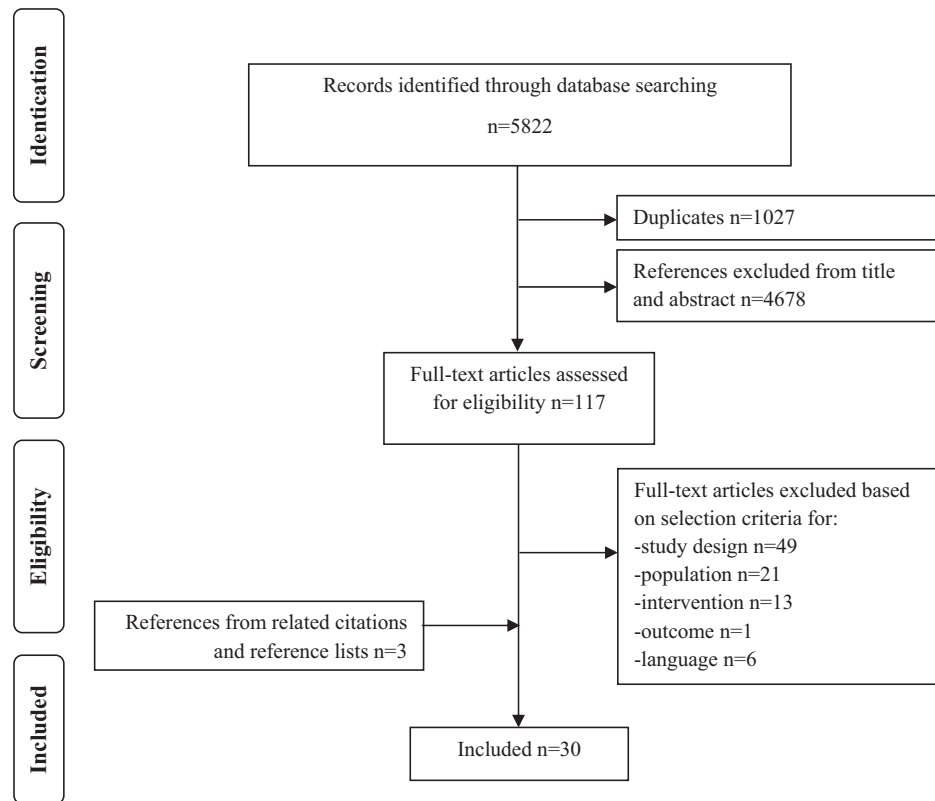 Identication
Records identified through database searching
n=5822
Duplicates n=1027
References excluded from title
and abstract n=4678
Screening
Full-text articles assessed
for eligibility n=117
Eligibility
Full-text articles excluded based
on selection criteria for:
-study design n=49
-population n=21
-intervention n=13
-outcome n=1
-language n=6
References from related citations
and reference lists n=3
Included
Included n=30